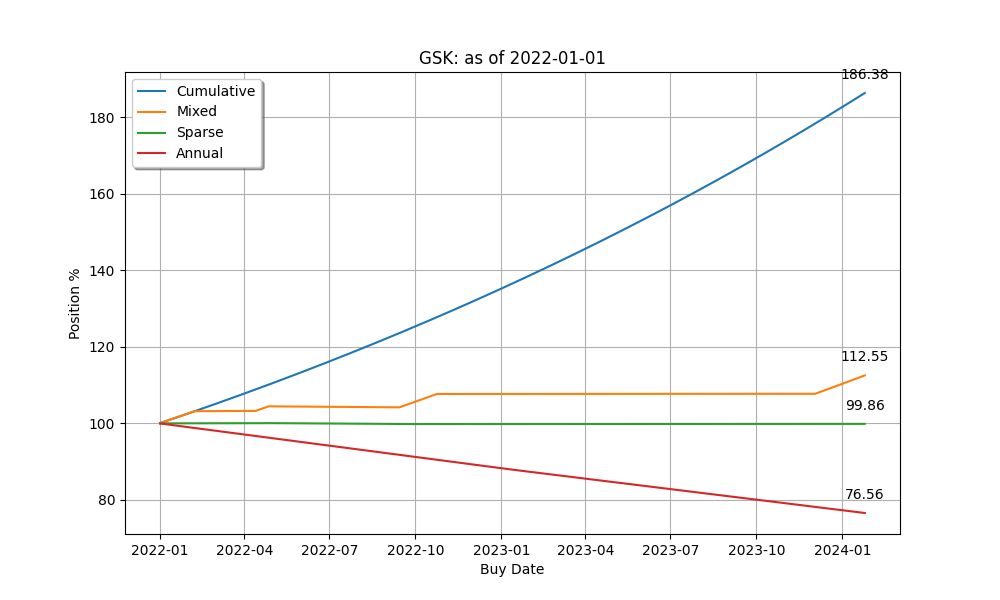 GSK: as of 2022-01-01
186.38
Cumulative
Mixed
Sparse
Annual
180
160
140
120
100
80
112.55
99.86
76.56
Position %
2022-01 2022-04 2022-07 2022-10 2023-01 2023-04 2023-07 2023-10 2024-01
Buy Date